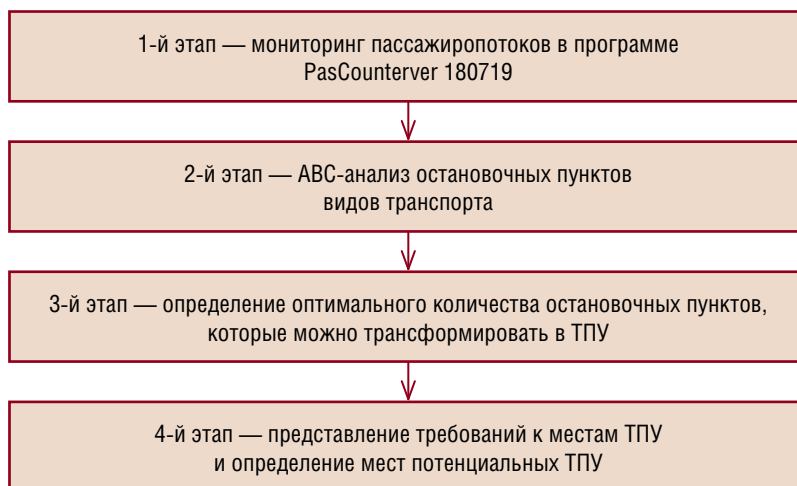 1-й этап — мониторинг пассажиропотоков в программе
PasCounterver 180719
2-й этап — ABC-анализ остановочных пунктов
видов транспорта
3-й этап — определение оптимального количества остановочных пунктов,
которые можно трансформировать в ТПУ
4-й этап — представление требований к местам ТПУ
и определение мест потенциальных ТПУ